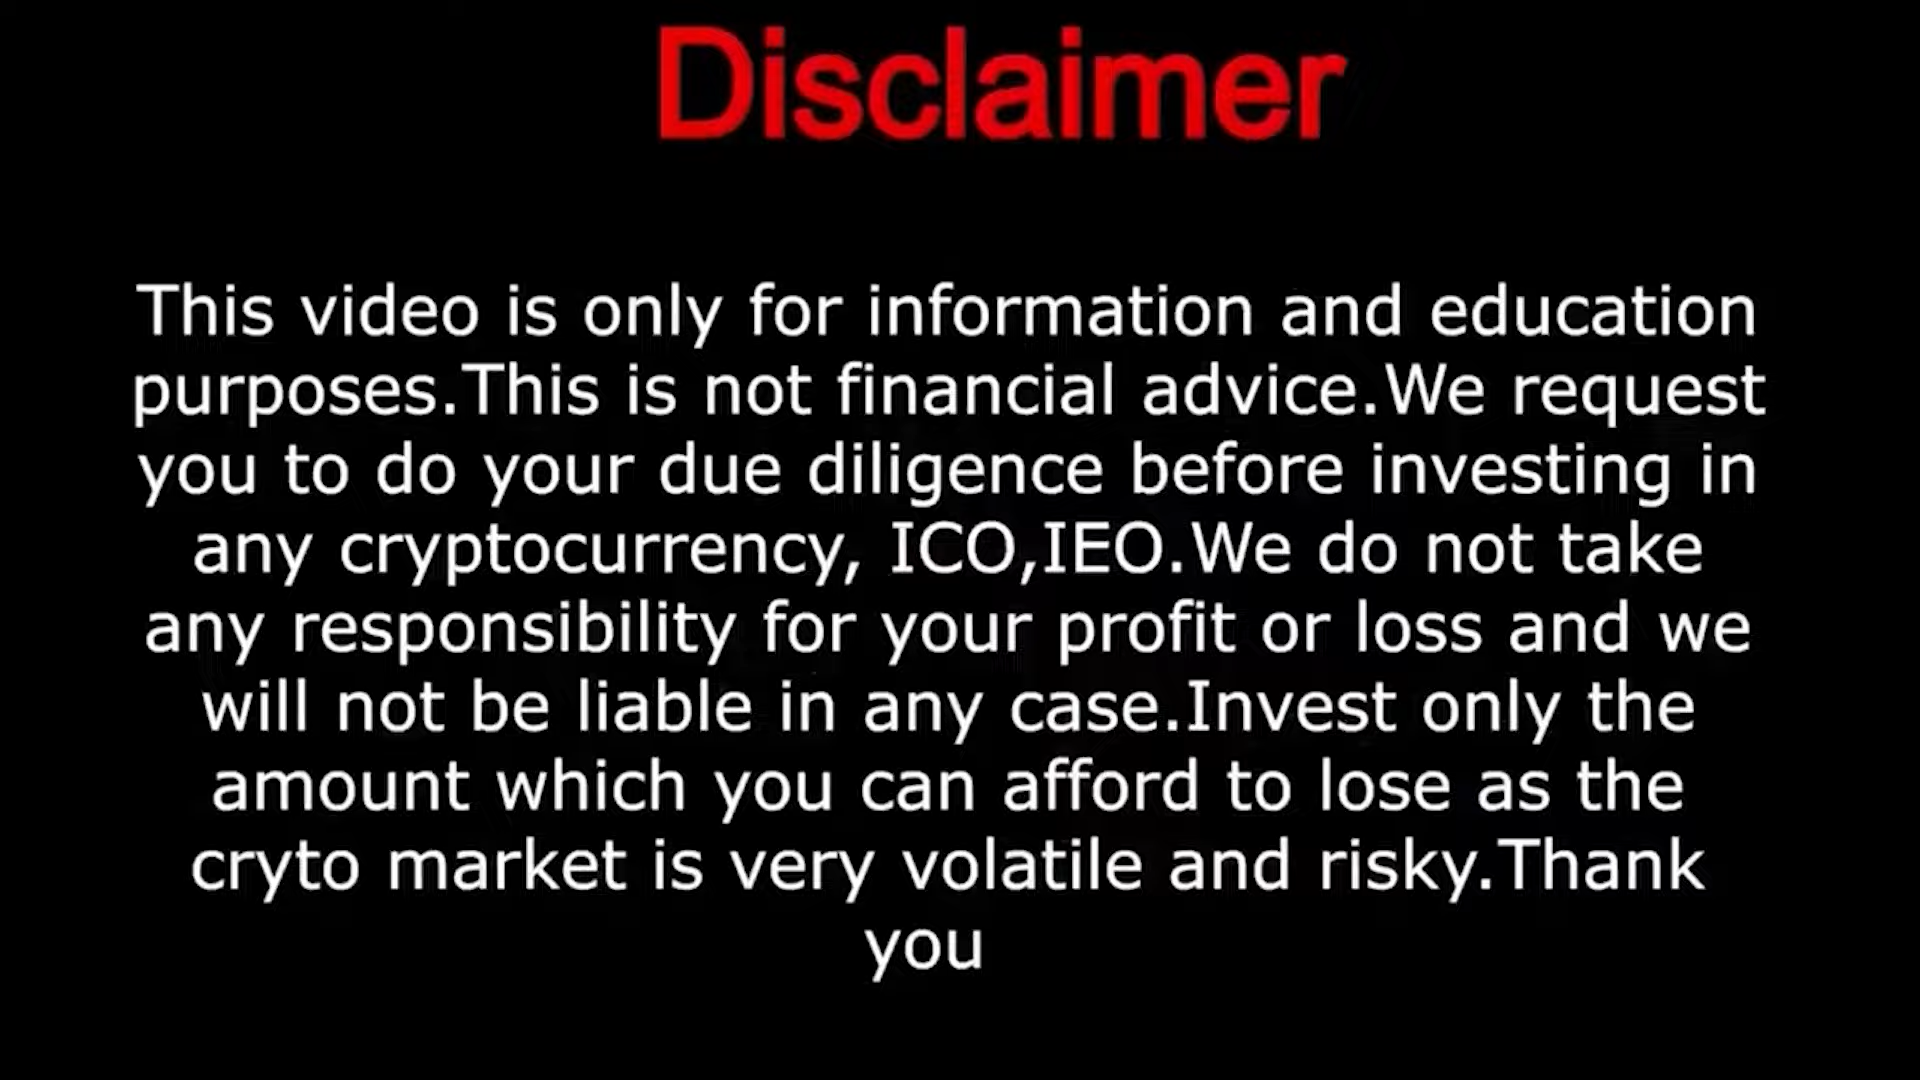 Disclaimer
This video is only for information and education
purposes.This is not financial advice.We request
you to do your due diligence before investing in
any cryptocurrency, ICO,IEO.We do not take
any responsibility for your profit or loss and we
will not be liable in any case.Invest only the
amount which you can afford to lose as the
cryto market is very volatile and risky.Thank
you